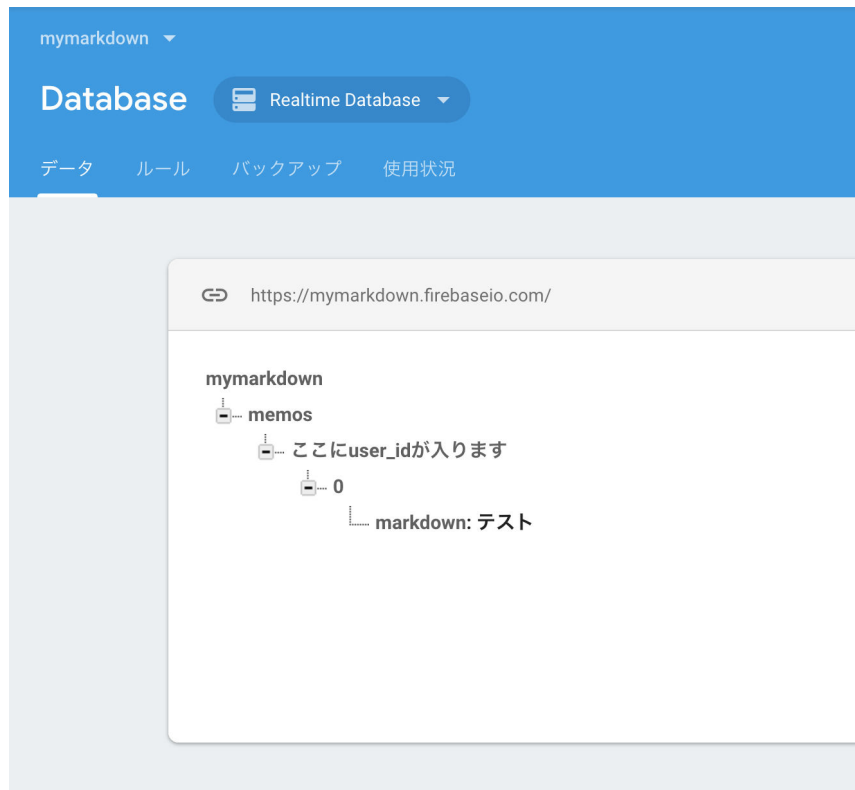 mymarkdown
Database Realtime Database
データ ルール バックアップ 使用状況
https://mymarkdown.firebaseio.com/
mymarkdown
memos
ここにuser_idが入ります
0
markdown: テスト